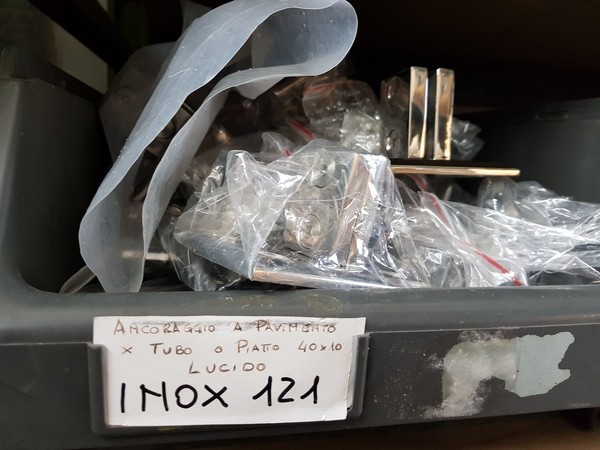 ANCORAGGIO A PAVIMENTO
x TUBO O PIATTO 40x10
LUCIDO
INOX 121